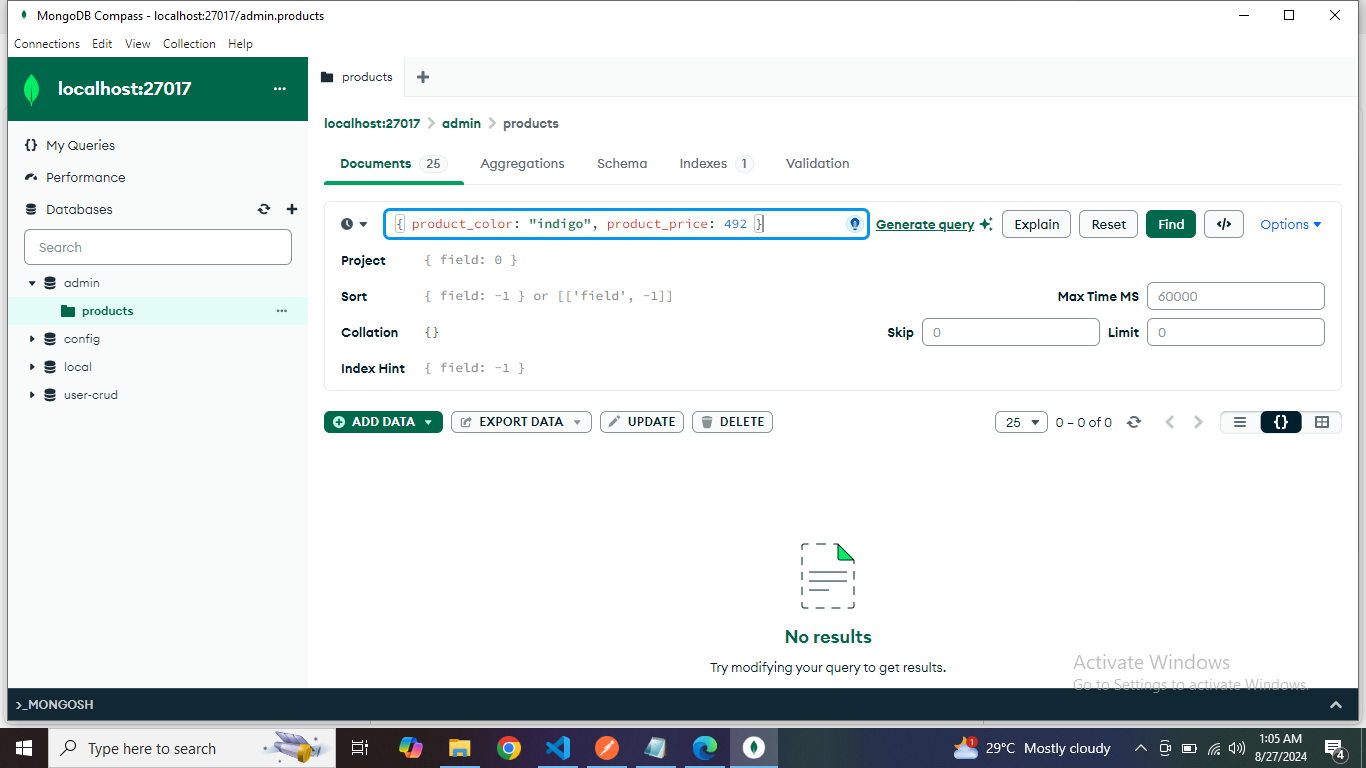 MongoDB Compass - localhost:27017/admin.products
Connections Edit View Collection Help
localhost:27017 ...
products
My Queries
Performance
Databases
Search
admin
products ...
config
local
user-crud
localhost:27017 > admin > products
Documents 25 Aggregations Schema Indexes 1 Validation
{ product_color: "indigo", product_price: 492 } Generate query Explain Reset Find </> Options
Project { field: 0 }
Sort { field: -1 } or [['field', -1]] Max Time MS 60000
Collation {} Skip 0 Limit 0
Index Hint { field: -1 }
ADD DATA EXPORT DATA UPDATE DELETE 25 0 – 0 of 0 {}
No results
Try modifying your query to get results.
Activate Windows
Go to Settings to activate Windows.
>_MONGOSH
Type here to search 1 29°C Mostly cloudy 1:05 AM
8/27/2024 4